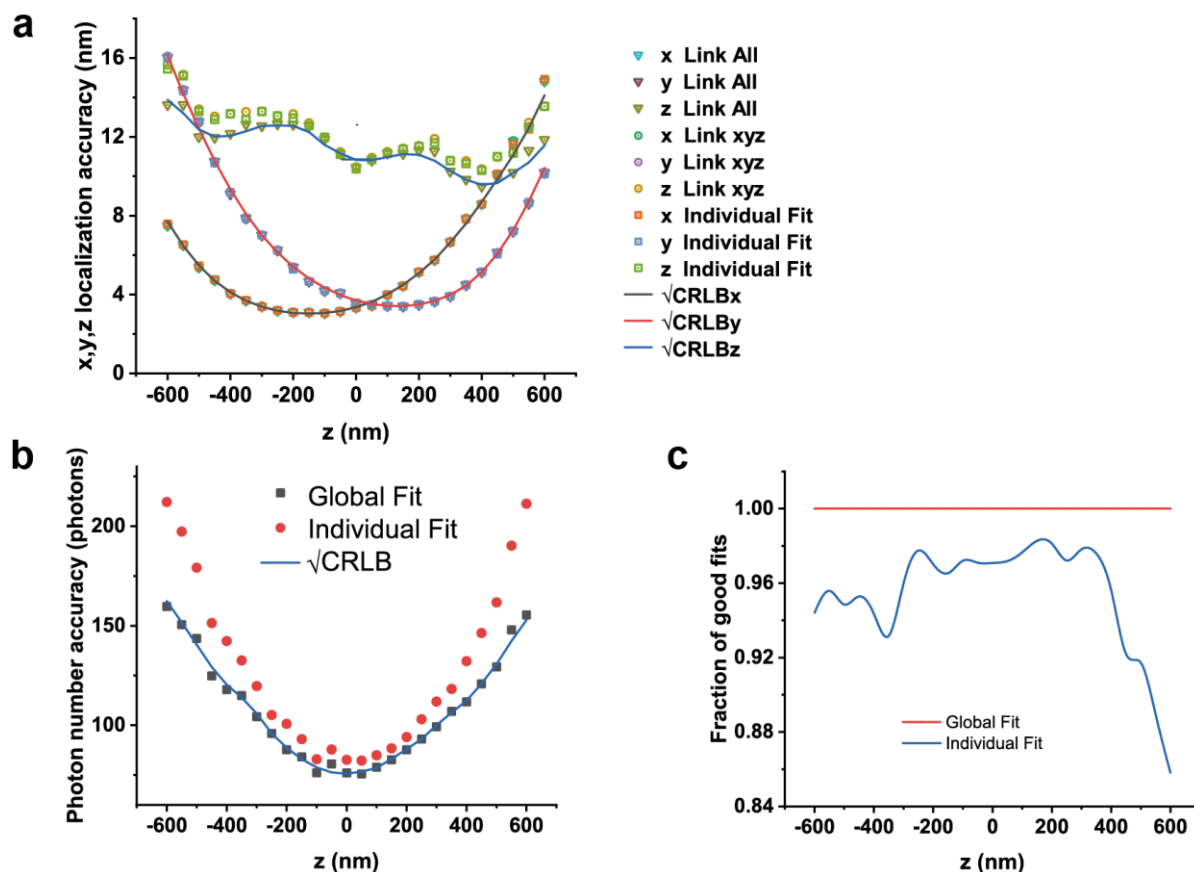 a
x,y,z localization accuracy (nm)
16
12
8
4
0
-600 -400 -200 0 200 400 600
z (nm)
x Link All
y Link All
z Link All
x Link xyz
y Link xyz
z Link xyz
x Individual Fit
y Individual Fit
z Individual Fit
√CRLBx
√CRLBy
√CRLBz
b
Photon number accuracy (photons)
200
150
100
-600 -400 -200 0 200 400 600
z (nm)
Global Fit
Individual Fit
√CRLB
c
Fraction of good fits
1.00
0.96
0.92
0.88
0.84
-600 -400 -200 0 200 400 600
z (nm)
Global Fit
Individual Fit